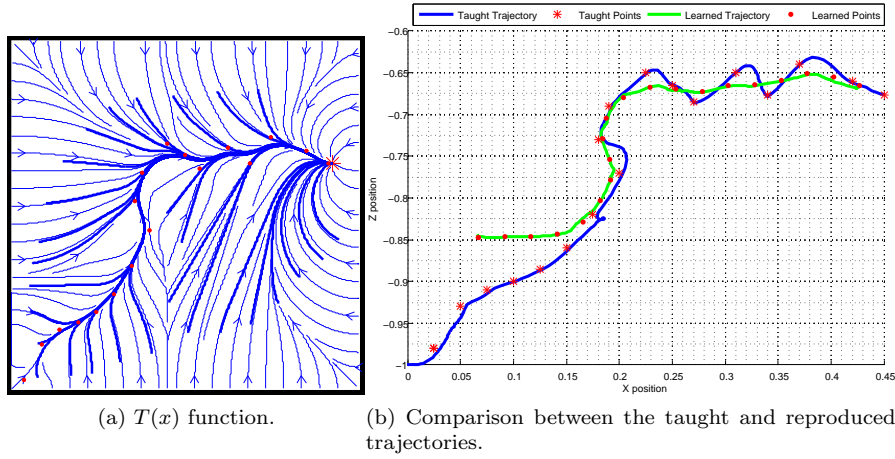 Taught Trajectory
Taught Points
Learned Trajectory
Learned Points
−0.6
−0.65
−0.7
−0.75
−0.8
−0.85
−0.9
−0.95
−1
Z position
0
0.05
0.1
0.15
0.2
0.25
0.3
0.35
0.4
0.45
X position
(a) T(x) function.
(b) Comparison between the taught and reproduced
trajectories.